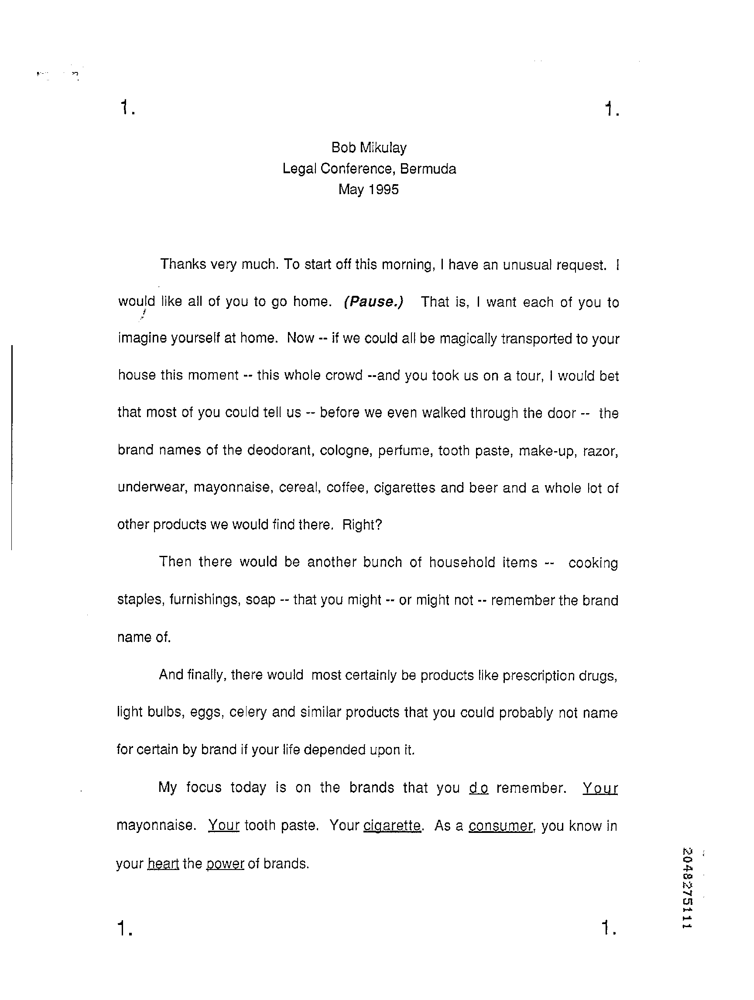 1. 1.
Bob Mikulay
Legal Conference, Bermuda
May 1995
Thanks very much. To start off this morning, I have an unusual request. I
would like all of you to go home. (Pause.) That is, I want each of you to
imagine yourself at home. Now -- if we could all be magically transported to your
house this moment -- this whole crowd --and you took us on a tour, I would bet
that most of you could tell us -- before we even walked through the door -- the
brand names of the deodorant, cologne, perfume, tooth paste, make-up, razor,
underwear, mayonnaise, cereal, coffee, cigarettes and beer and a whole lot of
other products we would find there. Right?
Then there would be another bunch of household items -- cooking
staples, furnishings, soap -- that you might -- or might not -- remember the brand
name of.
And finally, there would most certainly be products like prescription drugs,
light bulbs, eggs, celery and similar products that you could probably not name
for certain by brand if your life depended upon it.
My focus today is on the brands that you do remember. Your
mayonnaise. Your tooth paste. Your cigarette. As a consumer, you know in
your heart the power of brands.
1. 1.
2048275111